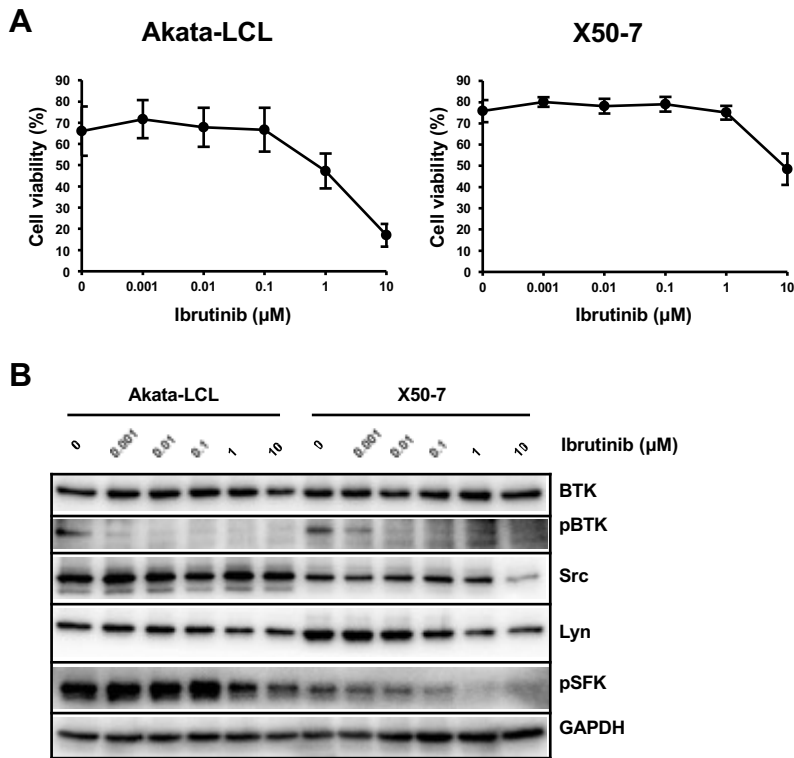 A
Akata-LCL
X50-7
Cell viability (%)
90
80
70
60
50
40
30
20
10
0
0 0.001 0.01 0.1 1 10
Ibrutinib (µM)
Cell viability (%)
90
80
70
60
50
40
30
20
10
0
0 0.001 0.01 0.1 1 10
Ibrutinib (µM)
B
Akata-LCL X50-7
0 0.001 0.01 0.1 1 10 0 0.001 0.01 0.1 1 10 Ibrutinib (µM)
BTK
pBTK
Src
Lyn
pSFK
GAPDH